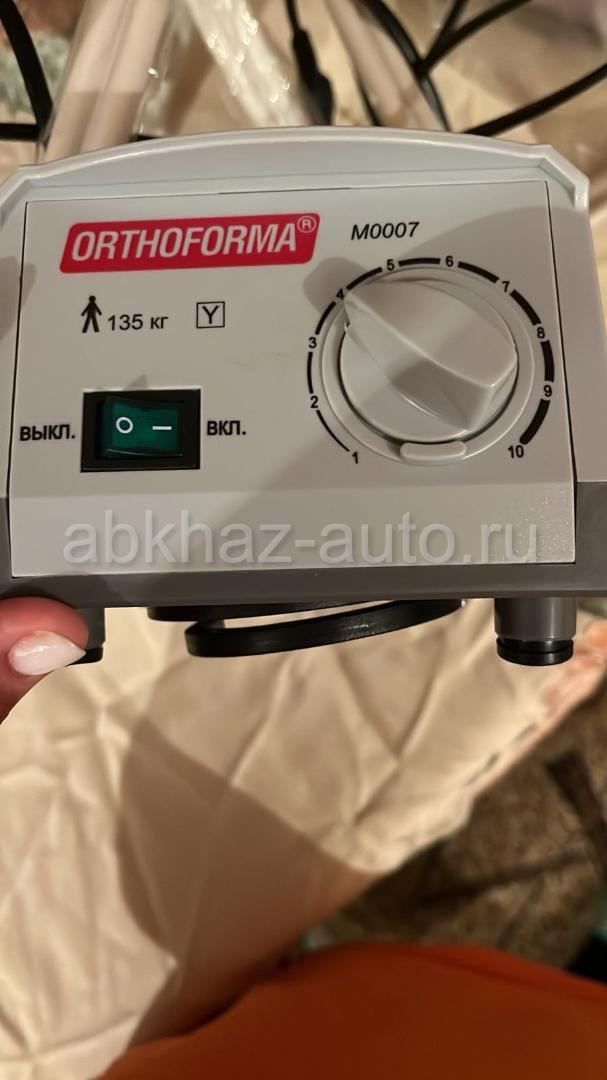 ORTHOFORMA®
M0007
135 кг Y
ВЫКЛ. O I ВКЛ.
1 2 3 4 5 6 7 8 9 10
abkhaz-auto.ru